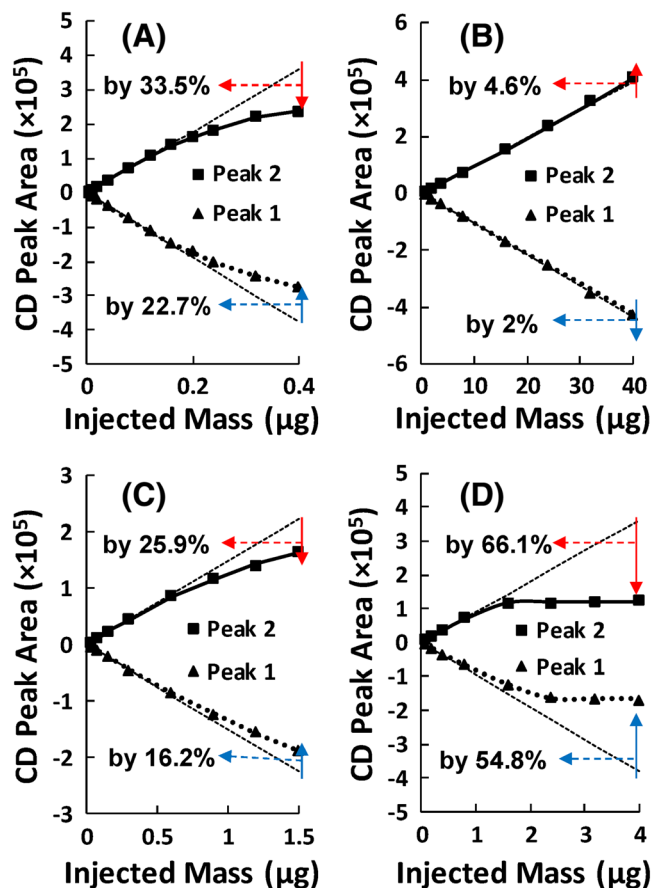 (A)
CD Peak Area (×10⁵)
5
4
3
2
1
0
-1
-2
-3
-4
-5
by 33.5%
Peak 2
Peak 1
by 22.7%
0
0.2
0.4
Injected Mass (µg)
(B)
CD Peak Area (×10⁵)
6
4
2
0
-2
-4
-6
by 4.6%
Peak 2
Peak 1
by 2%
0
10
20
30
40
Injected Mass (µg)
(C)
CD Peak Area (×10⁵)
3
2
1
0
-1
-2
-3
by 25.9%
Peak 2
Peak 1
by 16.2%
0
0.5
1
1.5
Injected Mass (µg)
(D)
CD Peak Area (×10⁵)
5
4
3
2
1
0
-1
-2
-3
-4
-5
by 66.1%
Peak 2
Peak 1
by 54.8%
0
1
2
3
4
Injected Mass (µg)